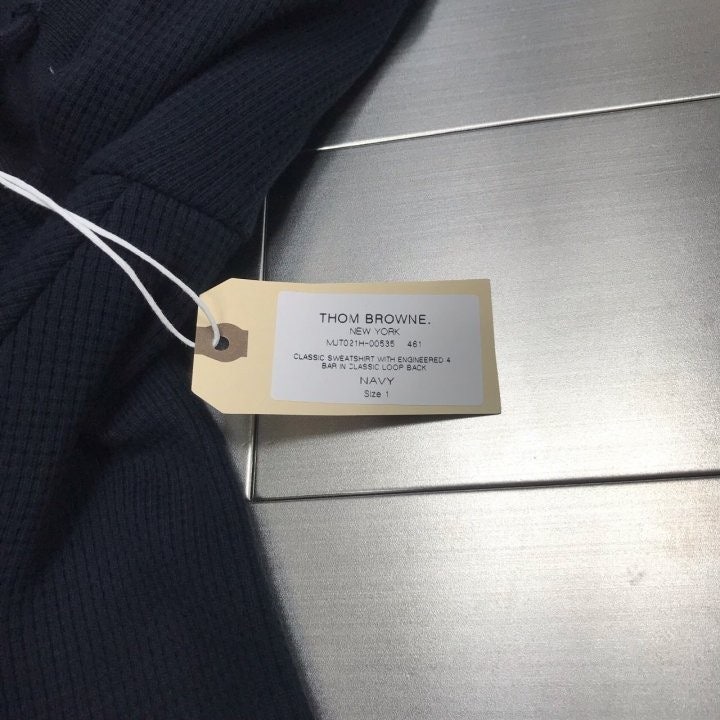 THOM BROWNE.
NEW YORK
MJT021H-00535 461
CLASSIC SWEATSHIRT WITH ENGINEERED 4
BAR IN CLASSIC LOOP BACK
NAVY
Size 1